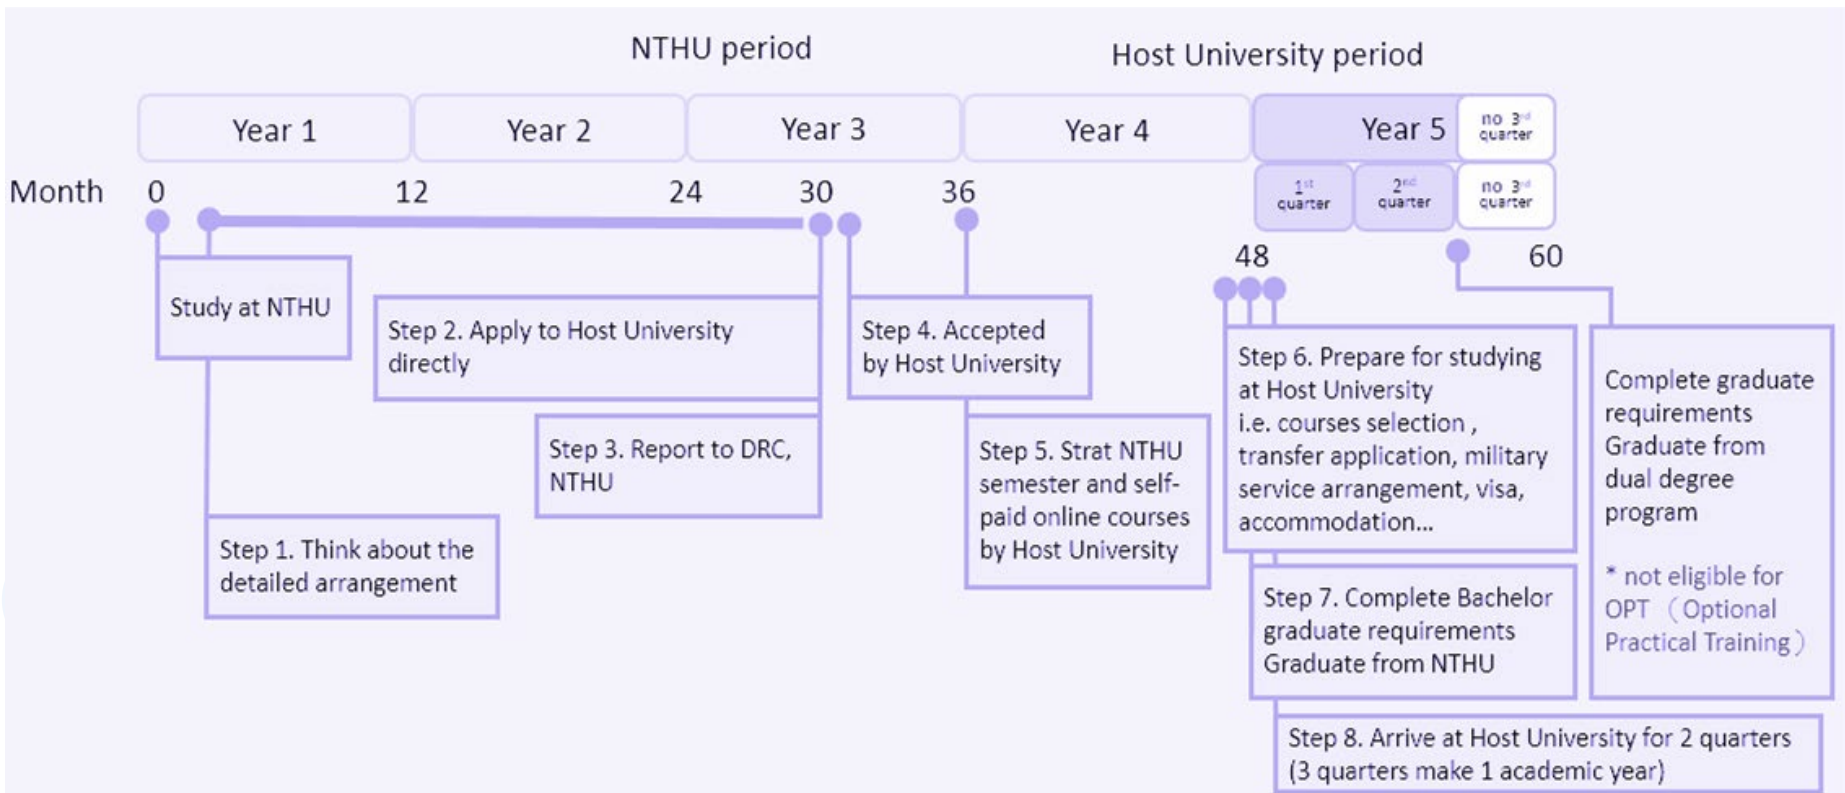 NTHU period
Host University period
Year 1
Year 2
Year 3
Year 4
Year 5
no 3rd
quarter
Month
0
12
24
30
36
1st
quarter
2nd
quarter
no 3rd
quarter
48
60
Study at NTHU
Step 1. Think about the
detailed arrangement
Step 2. Apply to Host University
directly
Step 3. Report to DRC,
NTHU
Step 4. Accepted
by Host University
Step 5. Strat NTHU
semester and self-
paid online courses
by Host University
Step 6. Prepare for studying
at Host University
i.e. courses selection ,
transfer application, military
service arrangement, visa,
accommodation...
Step 7. Complete Bachelor
graduate requirements
Graduate from NTHU
Step 8. Arrive at Host University for 2 quarters
(3 quarters make 1 academic year)
Complete graduate
requirements
Graduate from
dual degree
program
* not eligible for
OPT （Optional
Practical Training）